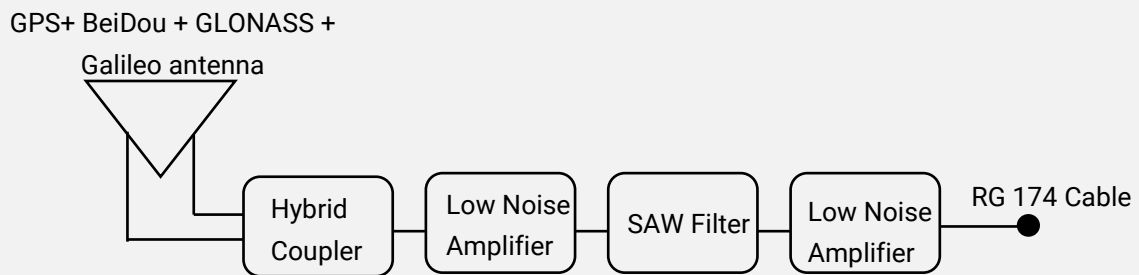 GPS+ BeiDou + GLONASS +
Galileo antenna
Hybrid
Coupler
Low Noise
Amplifier
SAW Filter
Low Noise
Amplifier
RG 174 Cable